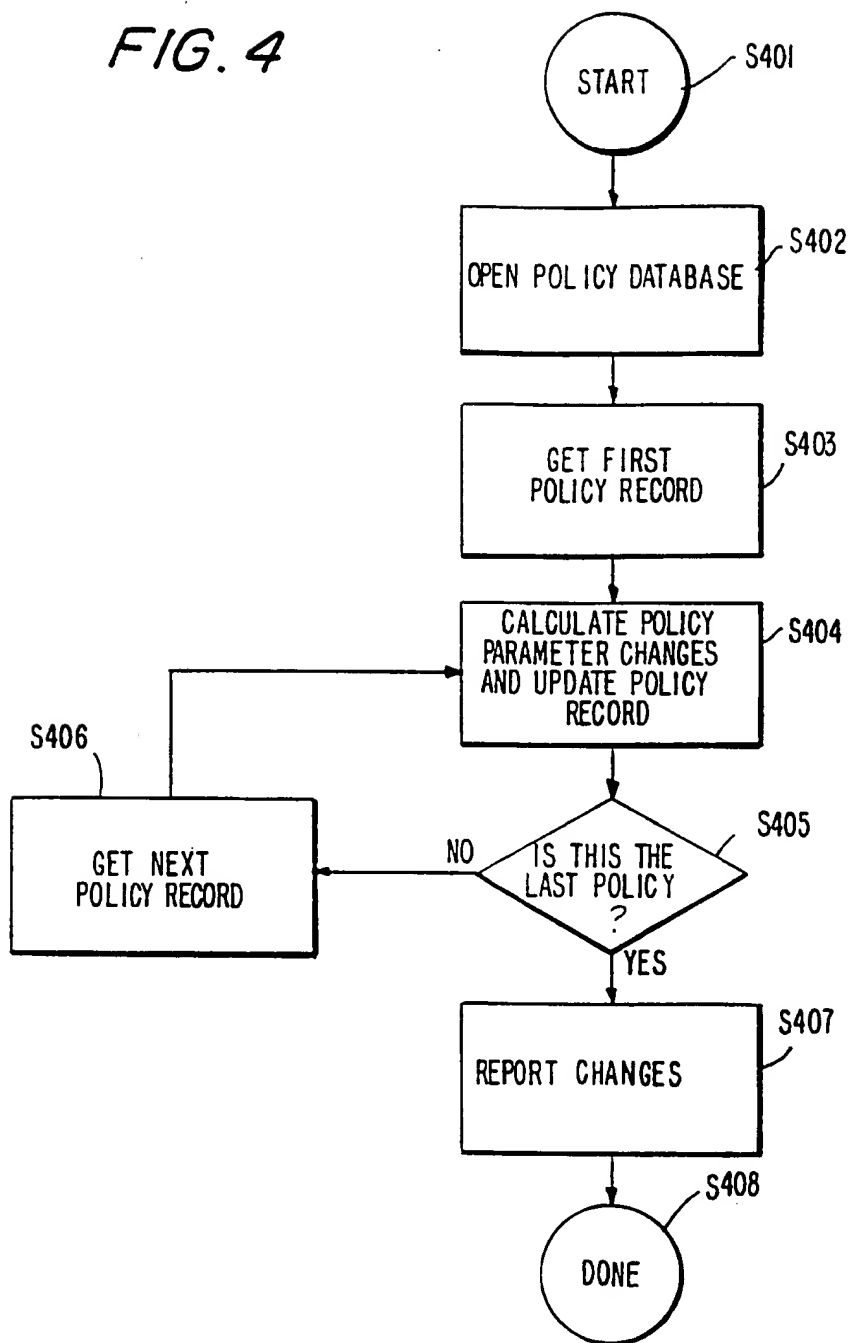 FIG. 4
START
S401
OPEN POLICY DATABASE
S402
GET FIRST
POLICY RECORD
S403
CALCULATE POLICY
PARAMETER CHANGES
AND UPDATE POLICY
RECORD
S404
S406
GET NEXT
POLICY RECORD
NO
IS THIS THE
LAST POLICY
?
S405
YES
REPORT CHANGES
S407
S408
DONE